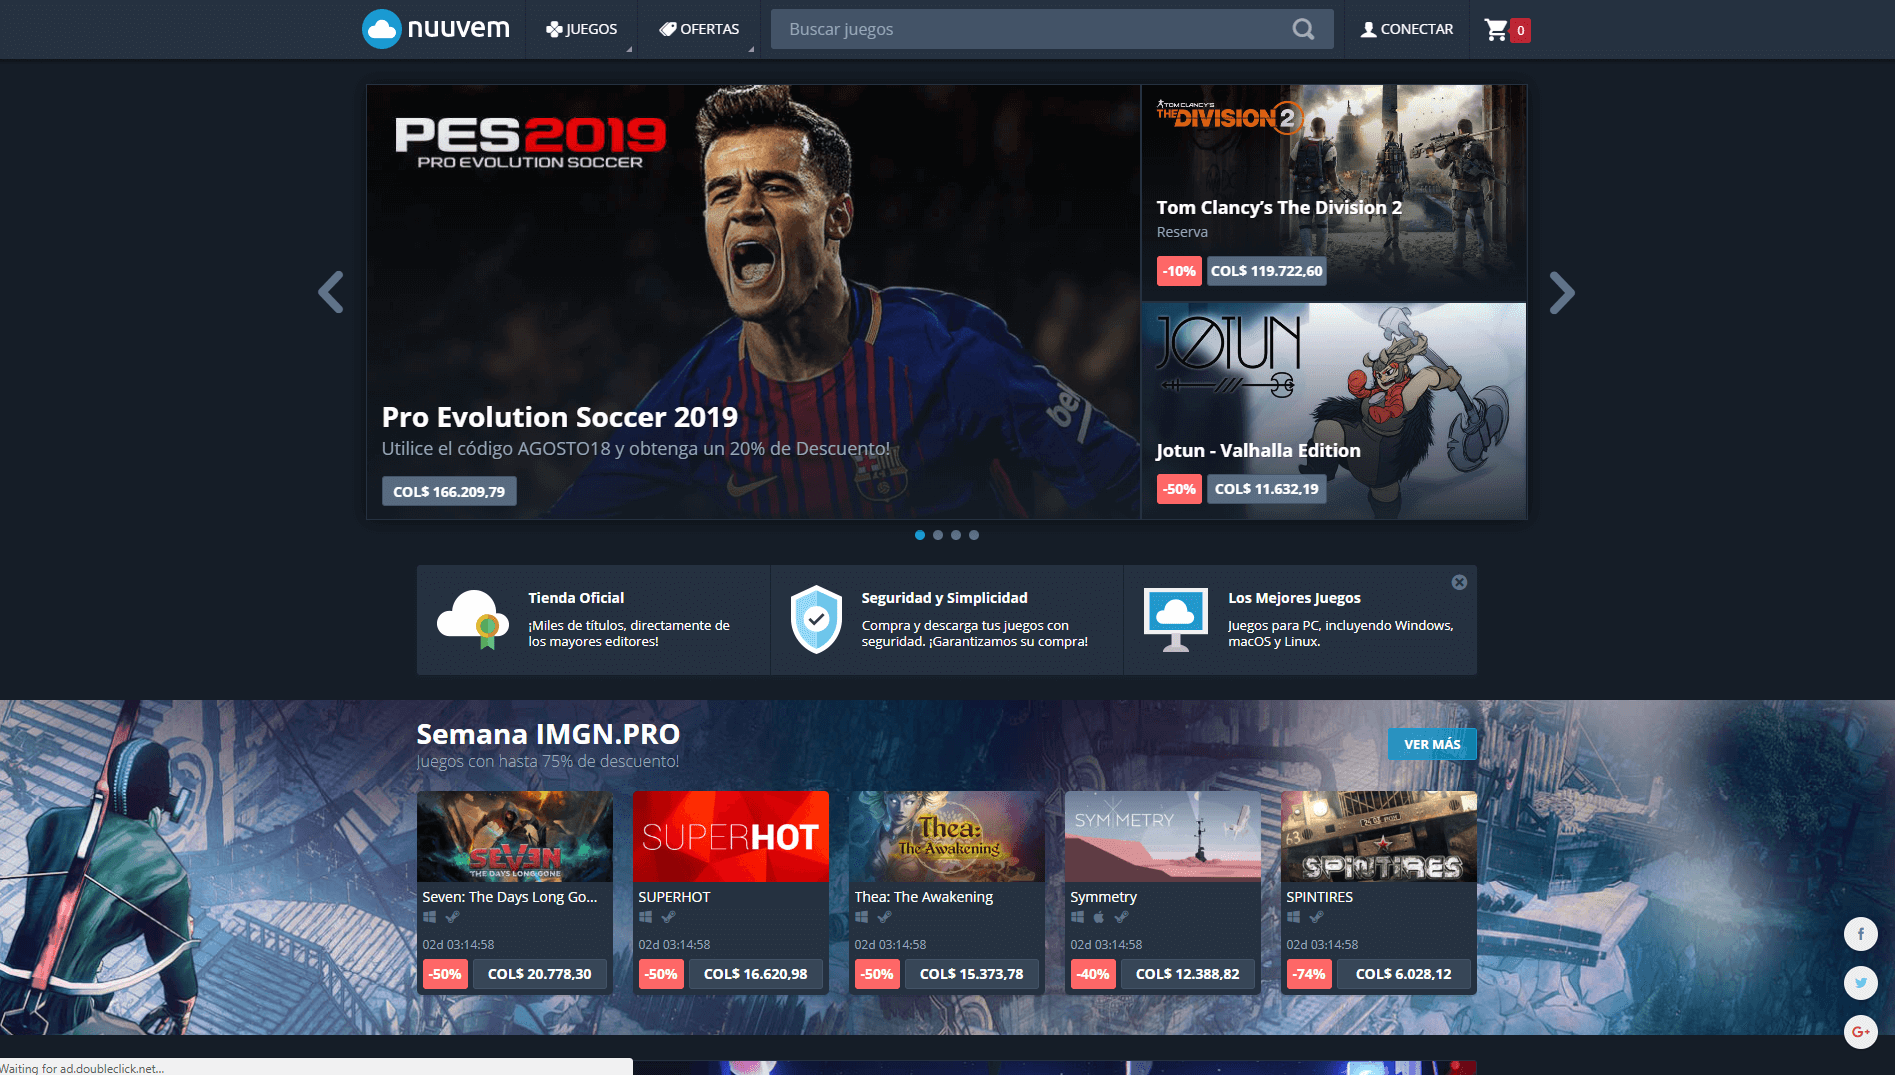 nuuvem
JUEGOS
OFERTAS
Buscar juegos
CONECTAR
0
PES2019
PRO EVOLUTION SOCCER
beko
Pro Evolution Soccer 2019
Utilice el código AGOSTO18 y obtenga un 20% de Descuento!
COL$ 166.209,79
TOM CLANCY'S
THE DIVISION 2
Tom Clancy's The Division 2
Reserva
-10% COL$ 119.722,60
JOTUN
Jotun - Valhalla Edition
-50% COL$ 11.632,19
Tienda Oficial
¡Miles de títulos, directamente de
los mayores editores!
Seguridad y Simplicidad
Compra y descarga tus juegos con
seguridad. ¡Garantizamos su compra!
Los Mejores Juegos
Juegos para PC, incluyendo Windows,
macOS y Linux.
Semana IMGN.PRO
Juegos con hasta 75% de descuento!
VER MÁS
SEVEN
THE DAYS LONG GONE
Seven: The Days Long Go...
02d 03:14:58
-50% COL$ 20.778,30
SUPERHOT
SUPERHOT
02d 03:14:58
-50% COL$ 16.620,98
Thea:
The Awakening
Thea: The Awakening
02d 03:14:58
-50% COL$ 15.373,78
SYMMETRY
Symmetry
02d 03:14:58
-40% COL$ 12.388,82
63
SPINTIRES
SPINTIRES
02d 03:14:58
-74% COL$ 6.028,12
f
G+
Waiting for ad.doubleclick.net...